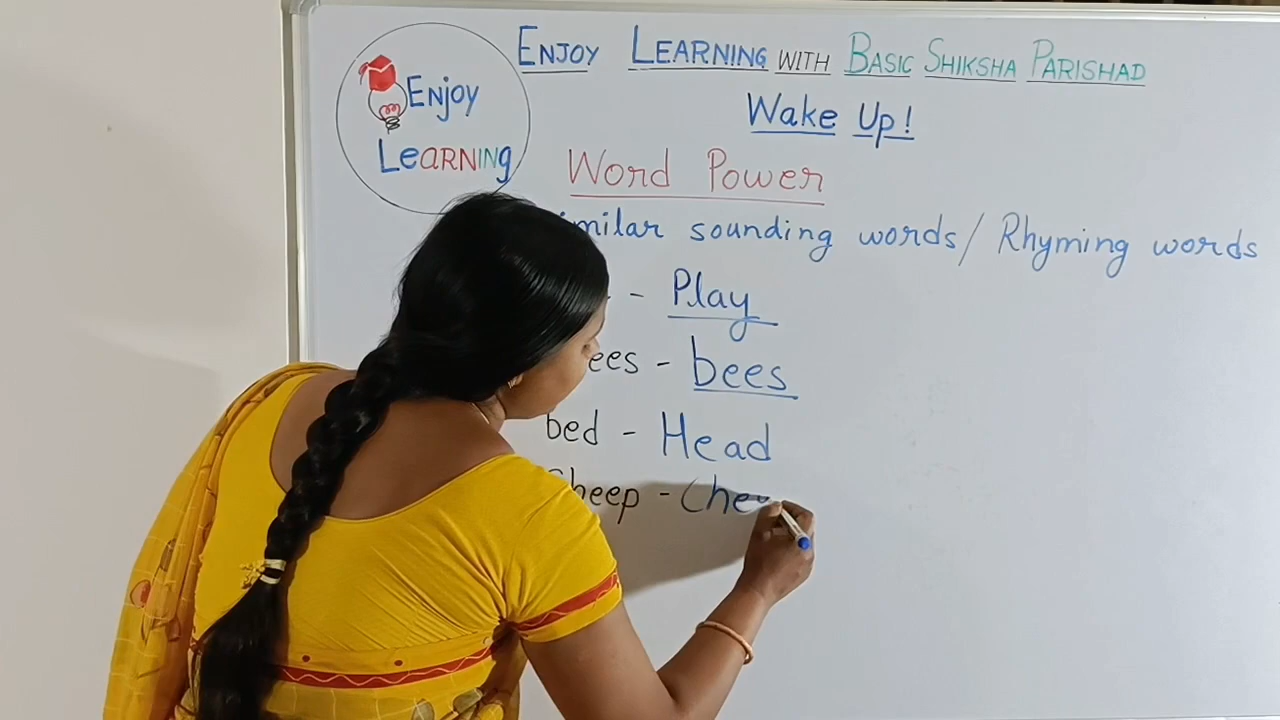 Enjoy
LEARNING
ENJOY LEARNING WITH BASIC SHIKSHA PARISHAD
Wake Up!
Word Power
imilar sounding words/ Rhyming words
- Play
ees - bees
bed - Head
Sheep - Che